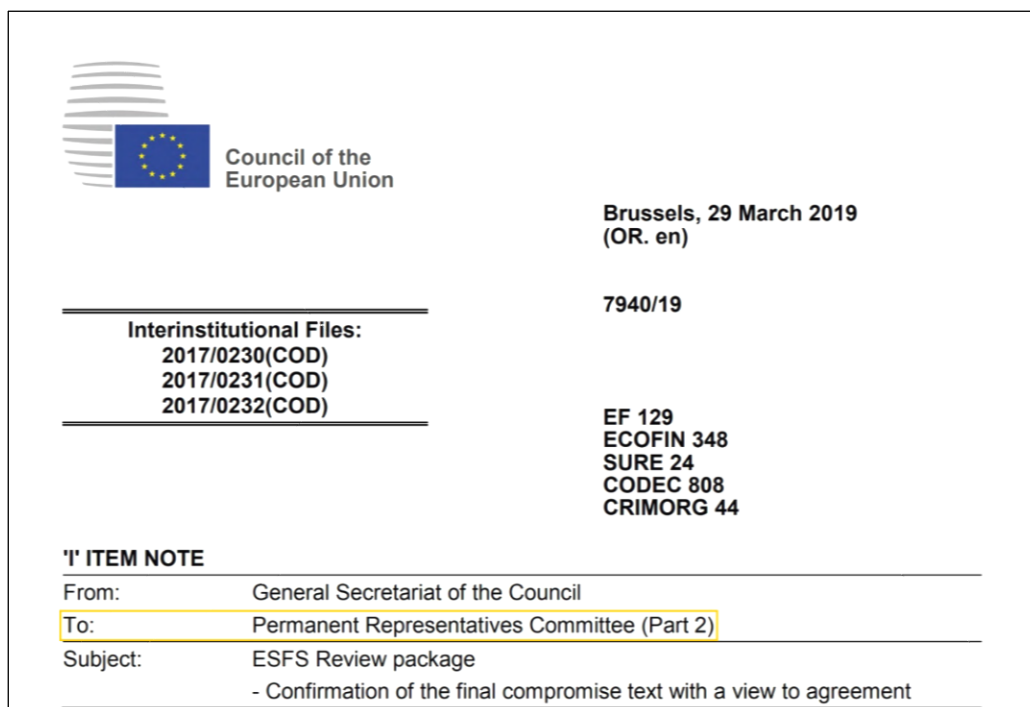 Council of the
European Union
Brussels, 29 March 2019
(OR. en)
7940/19
Interinstitutional Files:
2017/0230(COD)
2017/0231(COD)
2017/0232(COD)
EF 129
ECOFIN 348
SURE 24
CODEC 808
CRIMORG 44
'I' ITEM NOTE
From: General Secretariat of the Council
To: Permanent Representatives Committee (Part 2)
Subject: ESFS Review package
- Confirmation of the final compromise text with a view to agreement